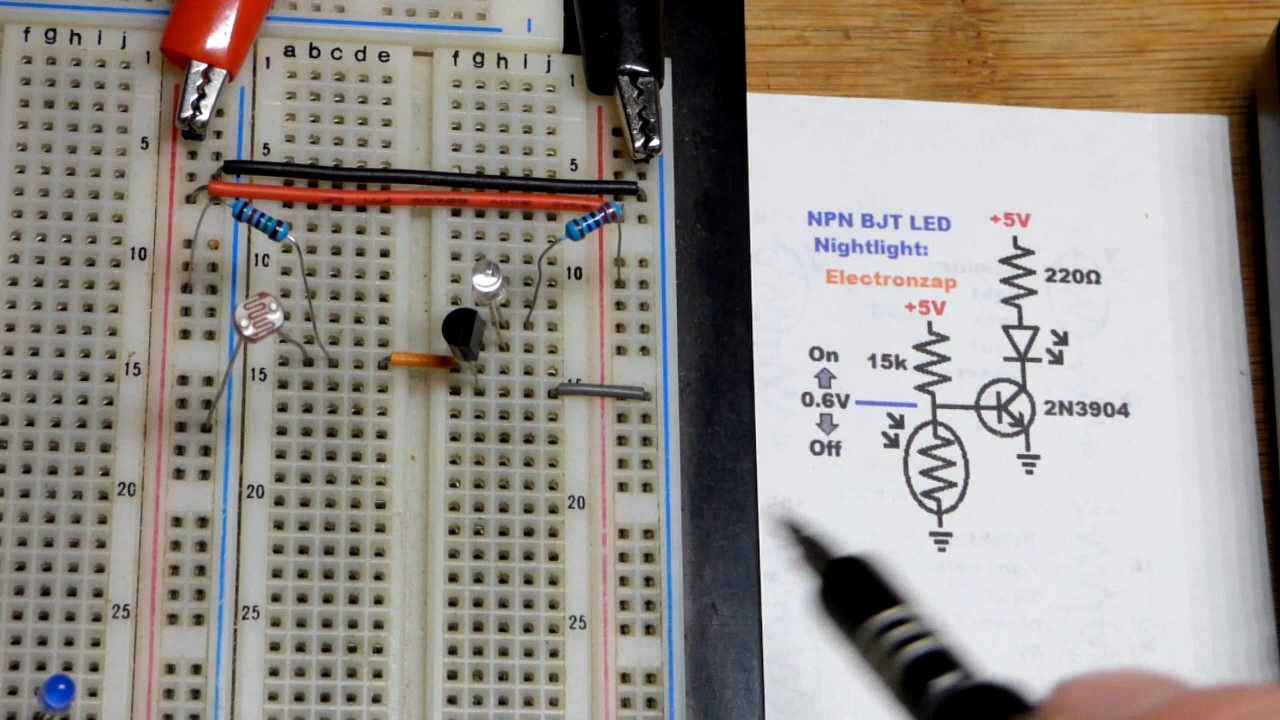 f g h i j
a b c d e
f g h i j
1
1
1
5
5
5
10
10
10
15
15
15
20
20
20
25
25
25
NPN BJT LED
Nightlight:
Electronzap
+5V
220Ω
+5V
15k
On
0.6V
Off
2N3904